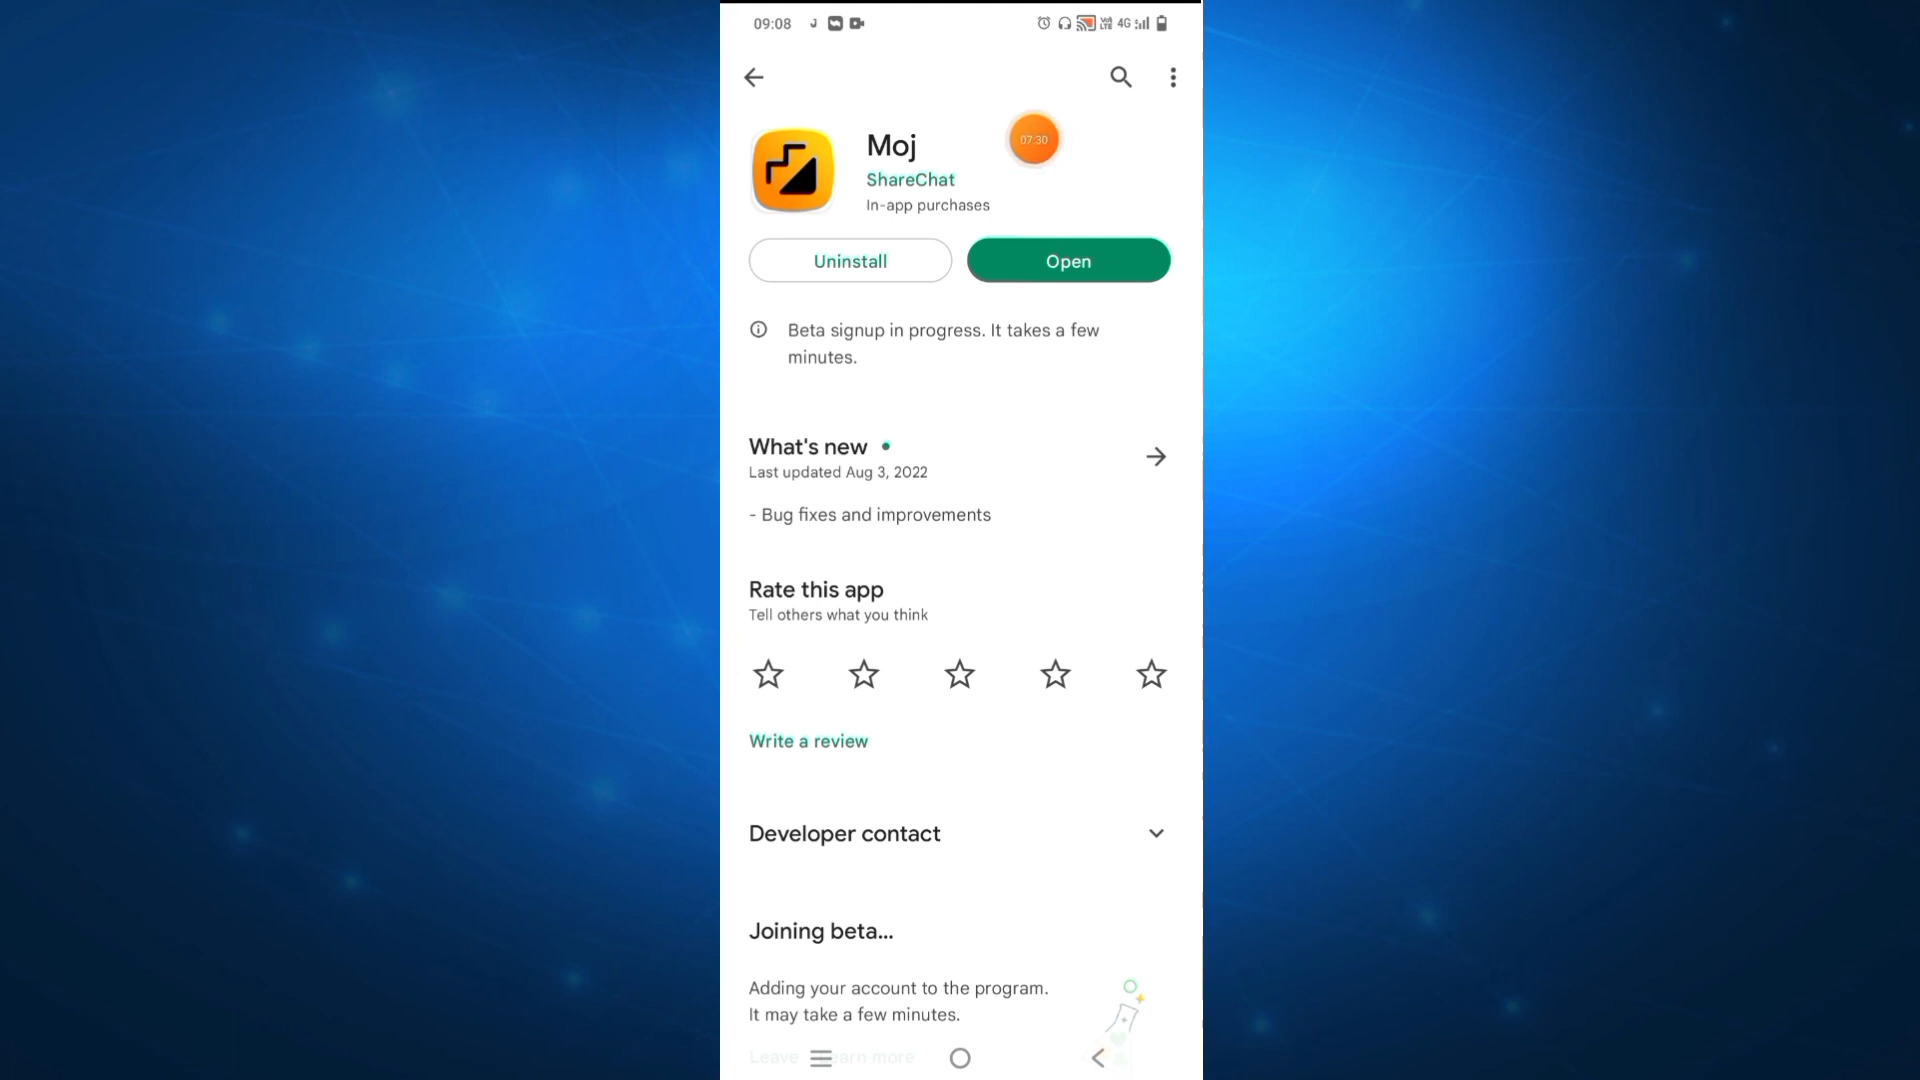 09:08
4G
Moj
07:30
ShareChat
In-app purchases
Uninstall
Open
Beta signup in progress. It takes a few
minutes.
What's new
Last updated Aug 3, 2022
- Bug fixes and improvements
Rate this app
Tell others what you think
Write a review
Developer contact
Joining beta...
Adding your account to the program.
It may take a few minutes.
Leave